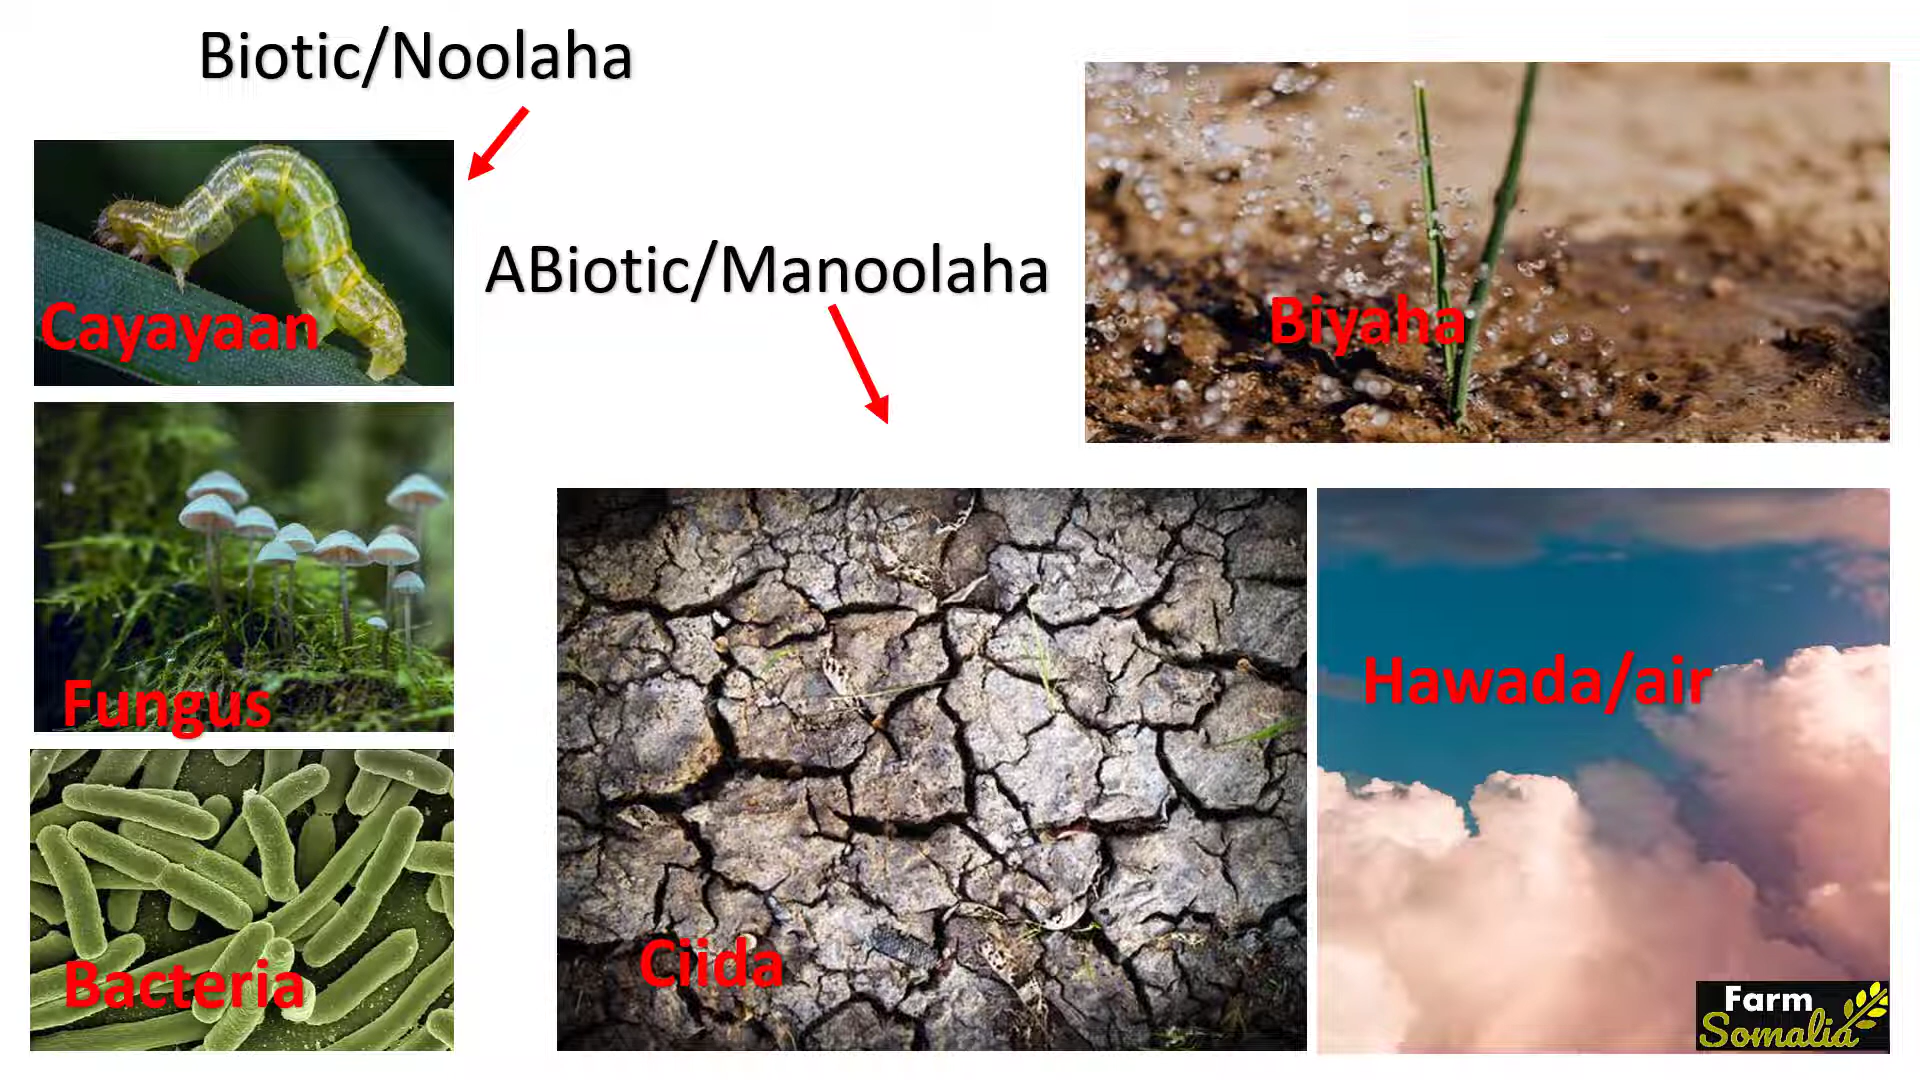 Biotic/Noolaha
Cayayaan
Fungus
Bacteria
ABiotic/Manoolaha
Biyaha
Ciida
Hawada/air
Farm
Somalia